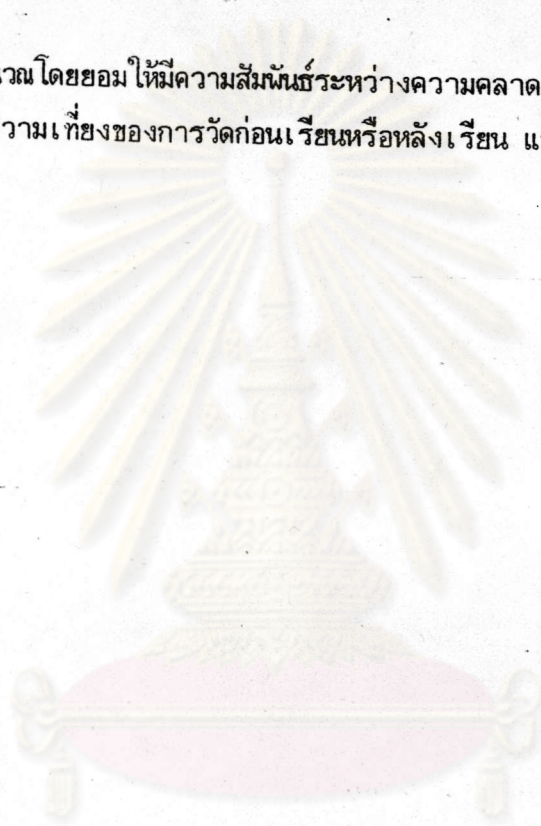 วณโดยยอมให้มีความสัมพันธ์ระหว่างความคลาด
วามเที่ยงของการวัดก่อนเรียนหรือหลังเรียน แ